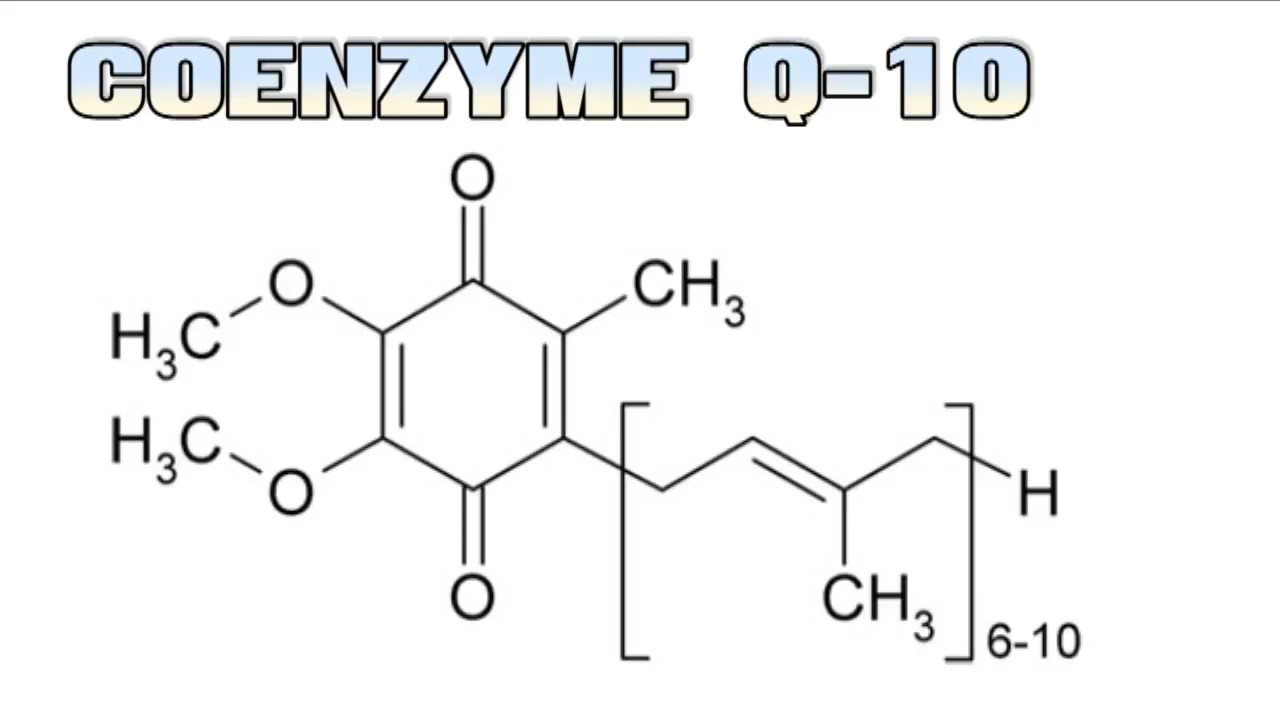 COENZYME Q-10
O
O CH3
H3C
H3C
O H
O CH3
6-10